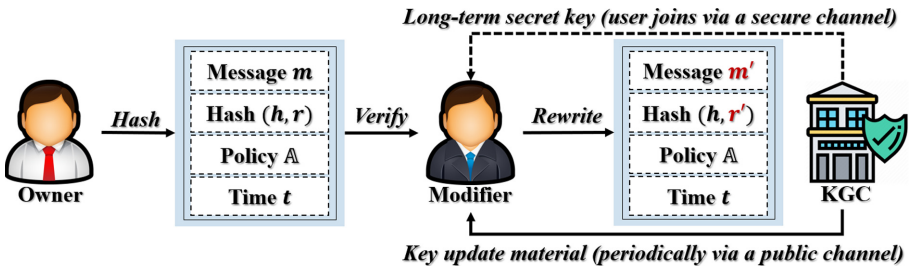 Long-term secret key (user joins via a secure channel)
Message m
Hash (h, r)
Policy 𝔸
Time t
Hash
Verify
Rewrite
Message m′
Hash (h, r′)
Policy 𝔸
Time t
Owner
Modifier
KGC
Key update material (periodically via a public channel)